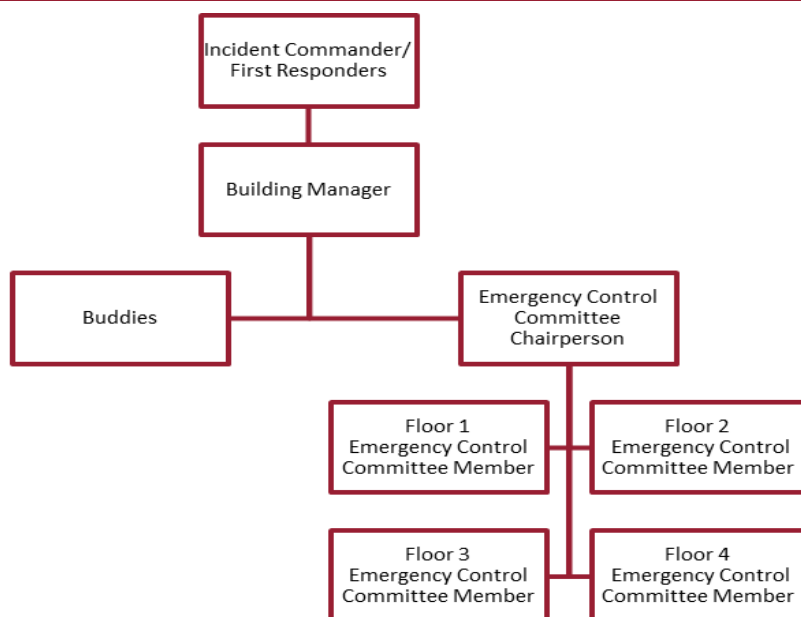 Incident Commander/
First Responders
Building Manager
Buddies
Emergency Control
Committee
Chairperson
Floor 1
Emergency Control
Committee Member
Floor 2
Emergency Control
Committee Member
Floor 3
Emergency Control
Committee Member
Floor 4
Emergency Control
Committee Member